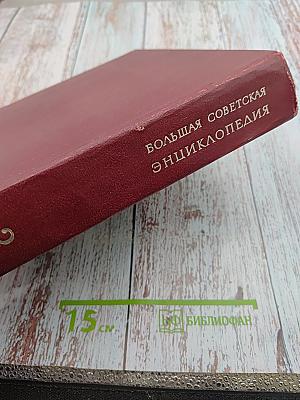 БОЛЬШАЯ СОВЕТСКАЯ
ЭНЦИКЛОПЕДИЯ
15 см
БИБЛИОФАН